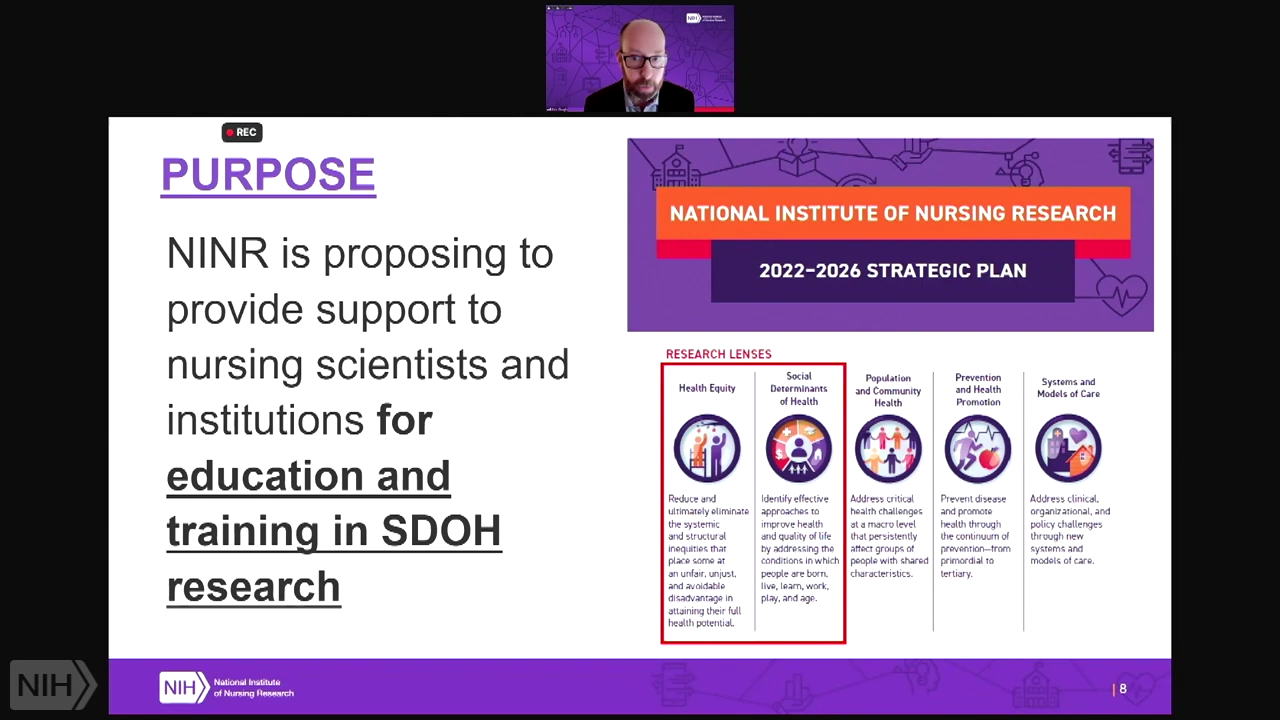 NIH
REC
PURPOSE
NINR is proposing to
provide support to
nursing scientists and
institutions for
education and
training in SDOH
research
NATIONAL INSTITUTE OF NURSING RESEARCH
2022–2026 STRATEGIC PLAN
RESEARCH LENSES
Health Equity
Reduce and
ultimately eliminate
the systemic
and structural
inequities that
place some at
an unfair, unjust,
and avoidable
disadvantage in
attaining their full
health potential.
Social
Determinants
of Health
Identify effective
approaches to
improve health
and quality of life
by addressing the
conditions in which
people are born,
live, learn, work,
play, and age.
Population
and Community
Health
Address critical
health challenges
at a macro level
that persistently
affect groups of
people with shared
characteristics.
Prevention
and Health
Promotion
Prevent disease
and promote
health through
the continuum of
prevention—from
primordial to
tertiary.
Systems and
Models of Care
Address clinical,
organizational, and
policy challenges
through new
systems and
models of care.
NIH
NIH
National Institute
of Nursing Research
8